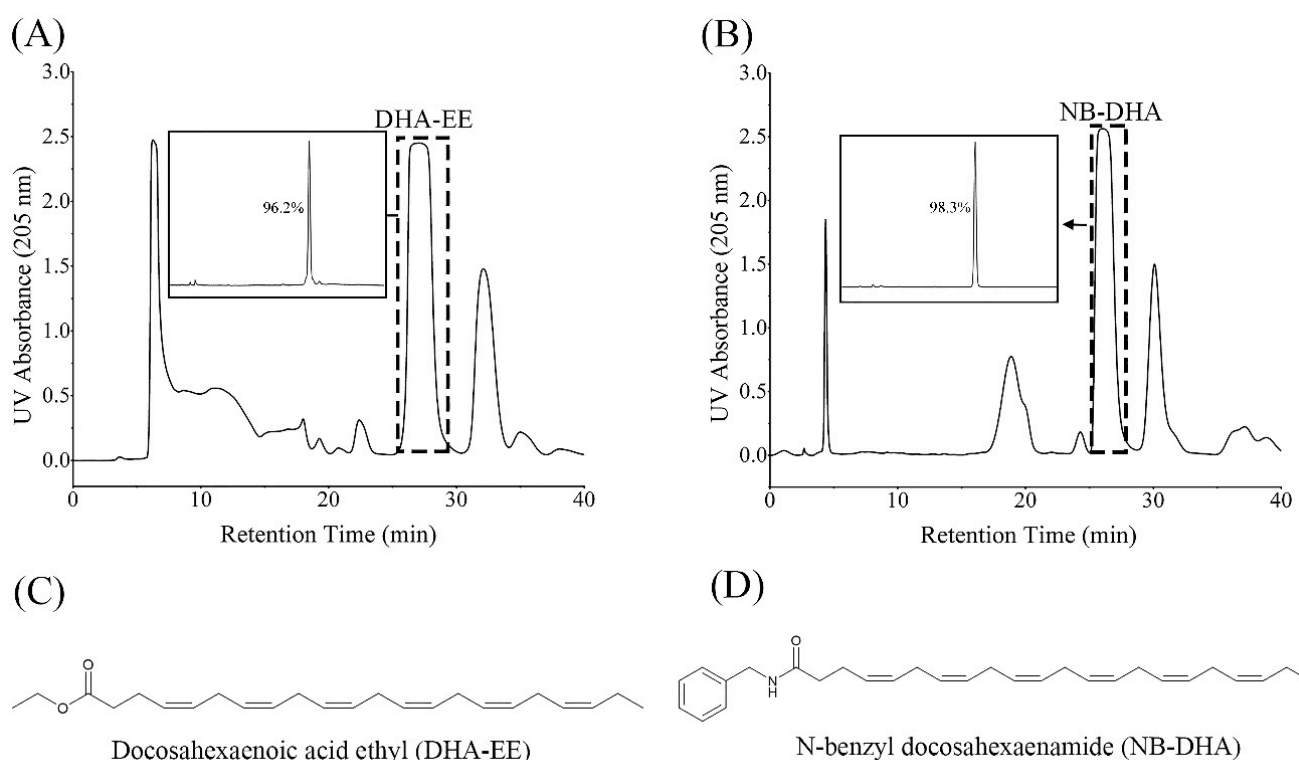 (A)
3.0
2.5
2.0
1.5
1.0
0.5
0.0
UV Absorbance (205 nm)
DHA-EE
96.2%
0 10 20 30 40
Retention Time (min)
(B)
3.0
2.5
2.0
1.5
1.0
0.5
0.0
UV Absorbance (205 nm)
NB-DHA
98.3%
0 10 20 30 40
Retention Time (min)
(C)
O
O
Docosahexaenoic acid ethyl (DHA-EE)
(D)
O
N
H
N-benzyl docosahexaenamide (NB-DHA)